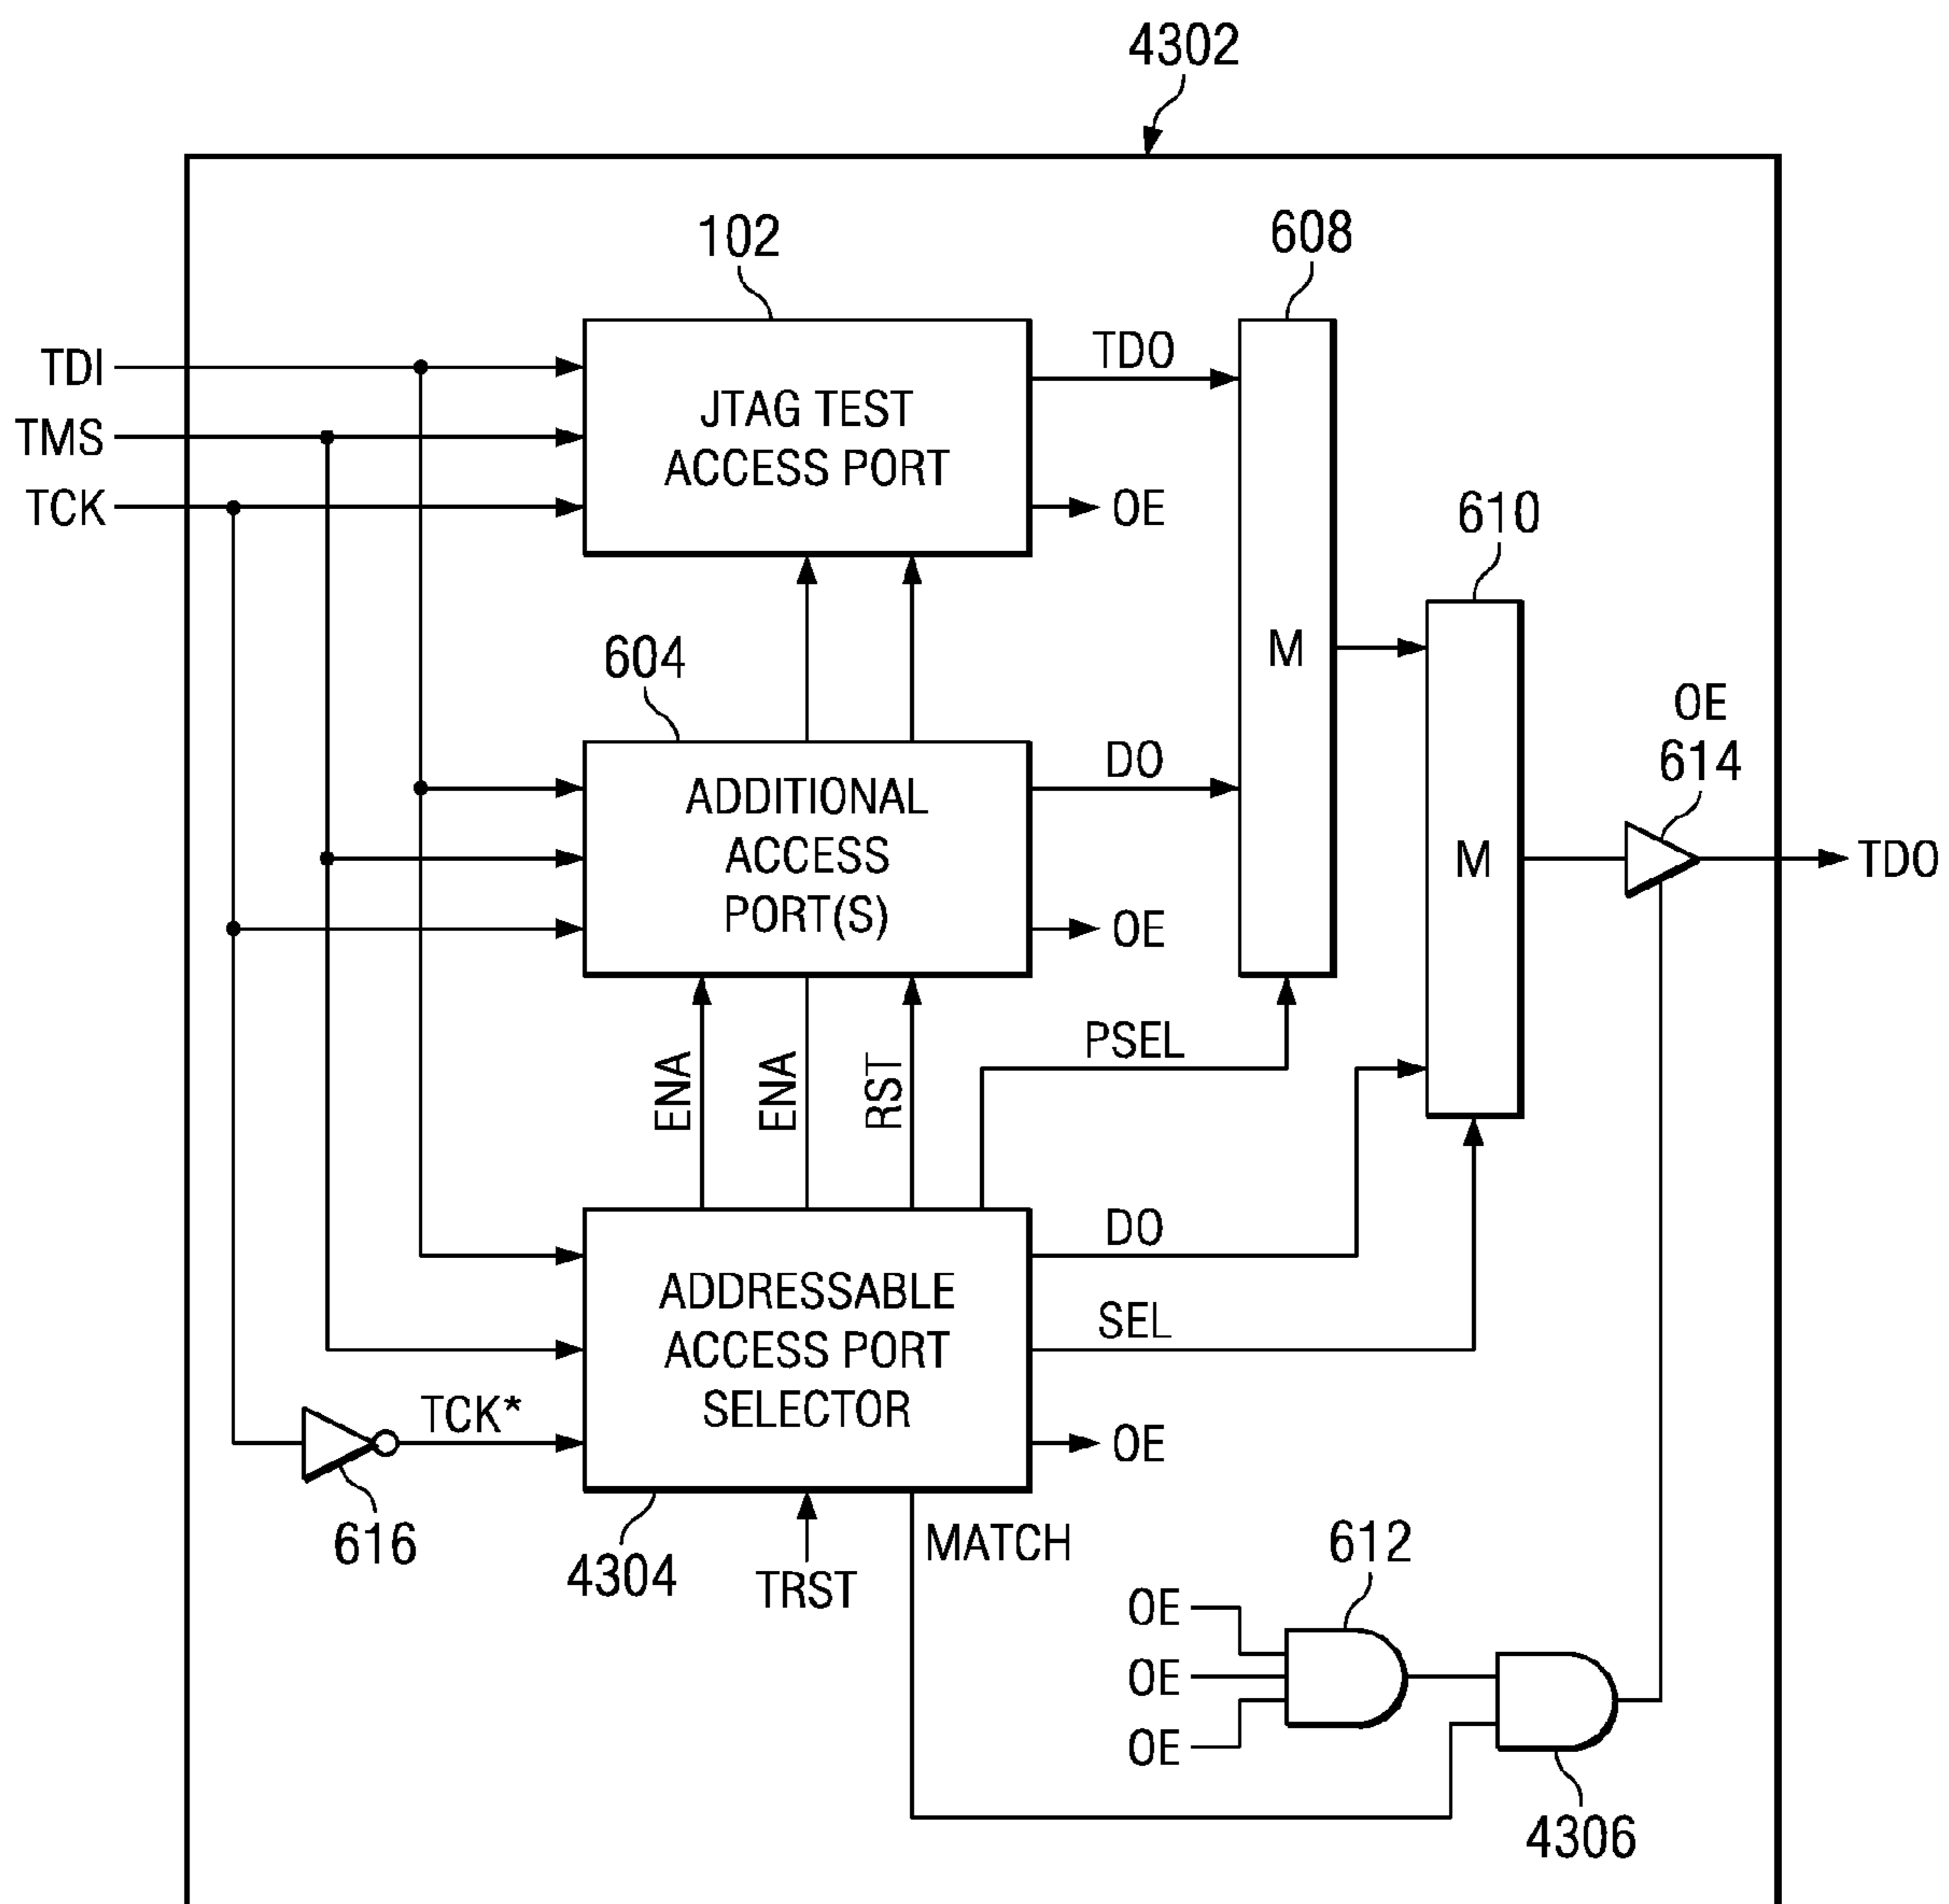 4302
102
608
TDI
TMS
TCK
JTAG TEST
ACCESS PORT
TDO
OE
610
604
M
OE
614
ADDITIONAL
ACCESS
PORT(S)
DO
OE
M
TDO
ENA
ENA
RST
PSEL
ADDRESSABLE
ACCESS PORT
SELECTOR
DO
SEL
OE
TCK*
616
4304
TRST
MATCH
612
OE
OE
OE
4306